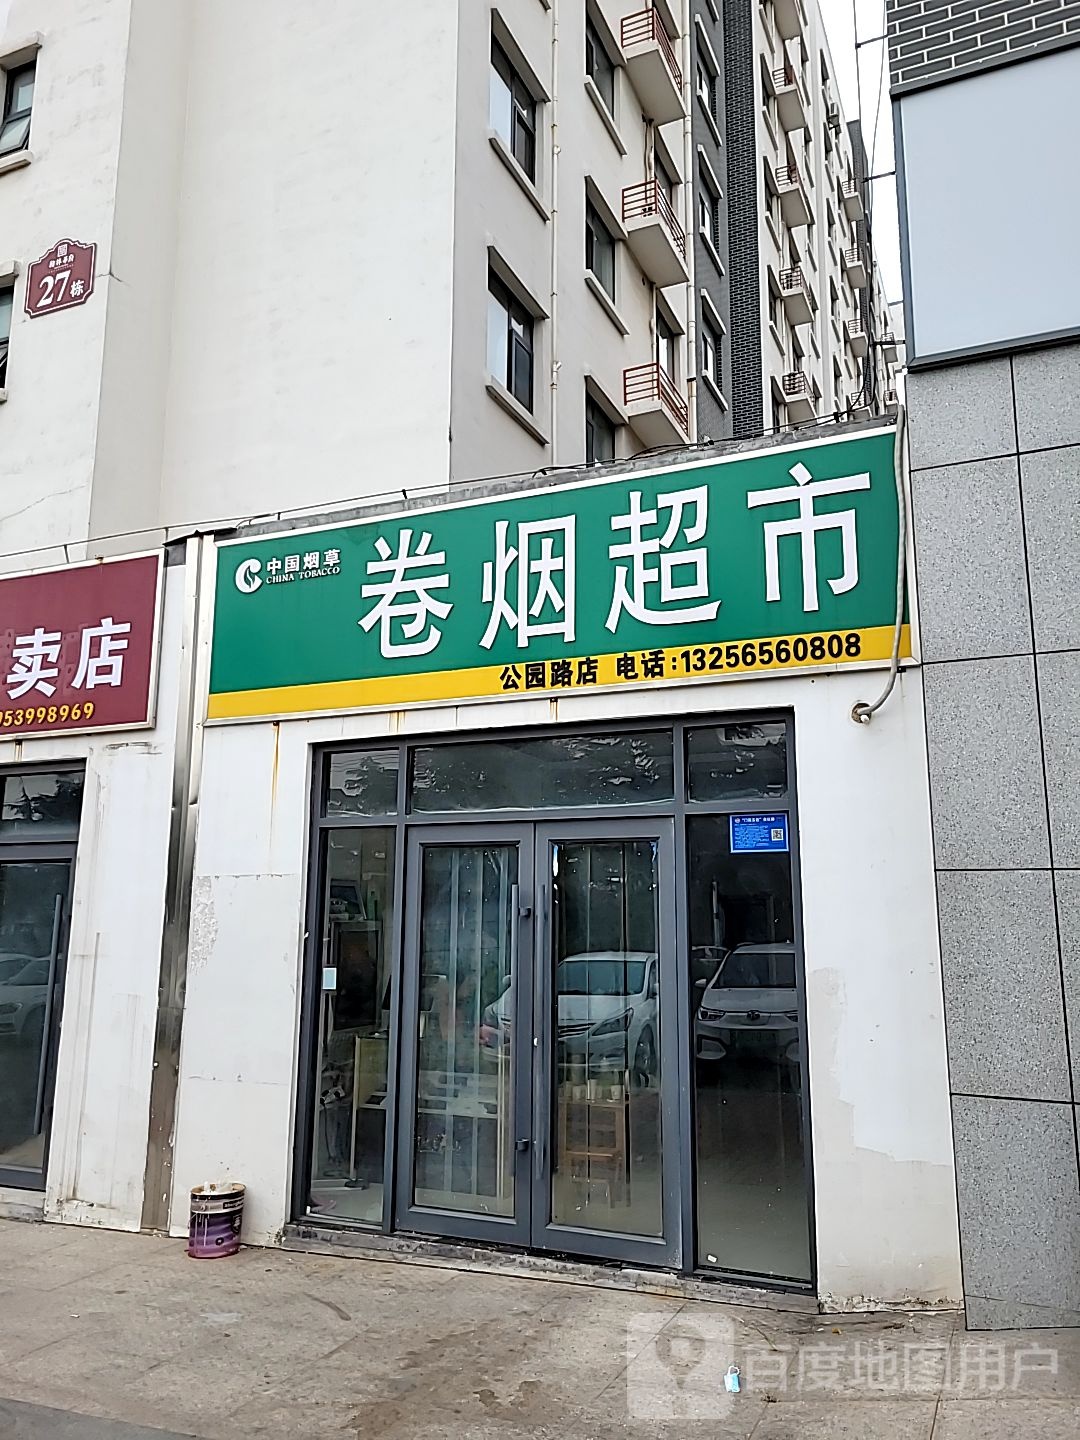 27栋
中国烟草
CHINA TOBACCO
卷烟超市
公园路店 电话:13256560808
卖店
953998969
百度地图用户